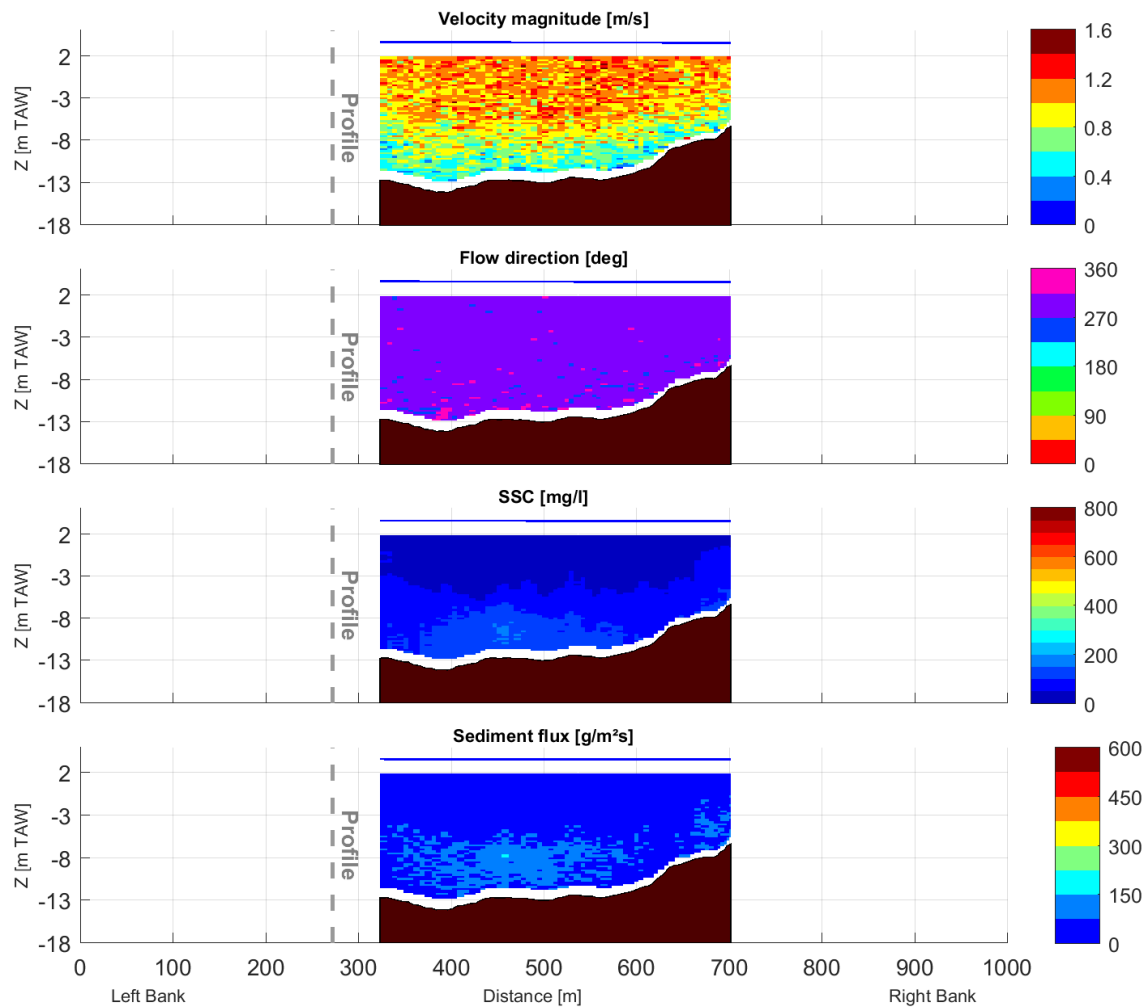 Velocity magnitude [m/s]
Z [m TAW]
2
-3
-8
-13
-18
Profile
1.6
1.2
0.8
0.4
0
Flow direction [deg]
Z [m TAW]
2
-3
-8
-13
-18
Profile
360
270
180
90
0
SSC [mg/l]
Z [m TAW]
2
-3
-8
-13
-18
Profile
800
600
400
200
0
Sediment flux [g/m²s]
Z [m TAW]
2
-3
-8
-13
-18
Profile
600
450
300
150
0
0 100 200 300 400 500 600 700 800 900 1000
Left Bank Distance [m] Right Bank